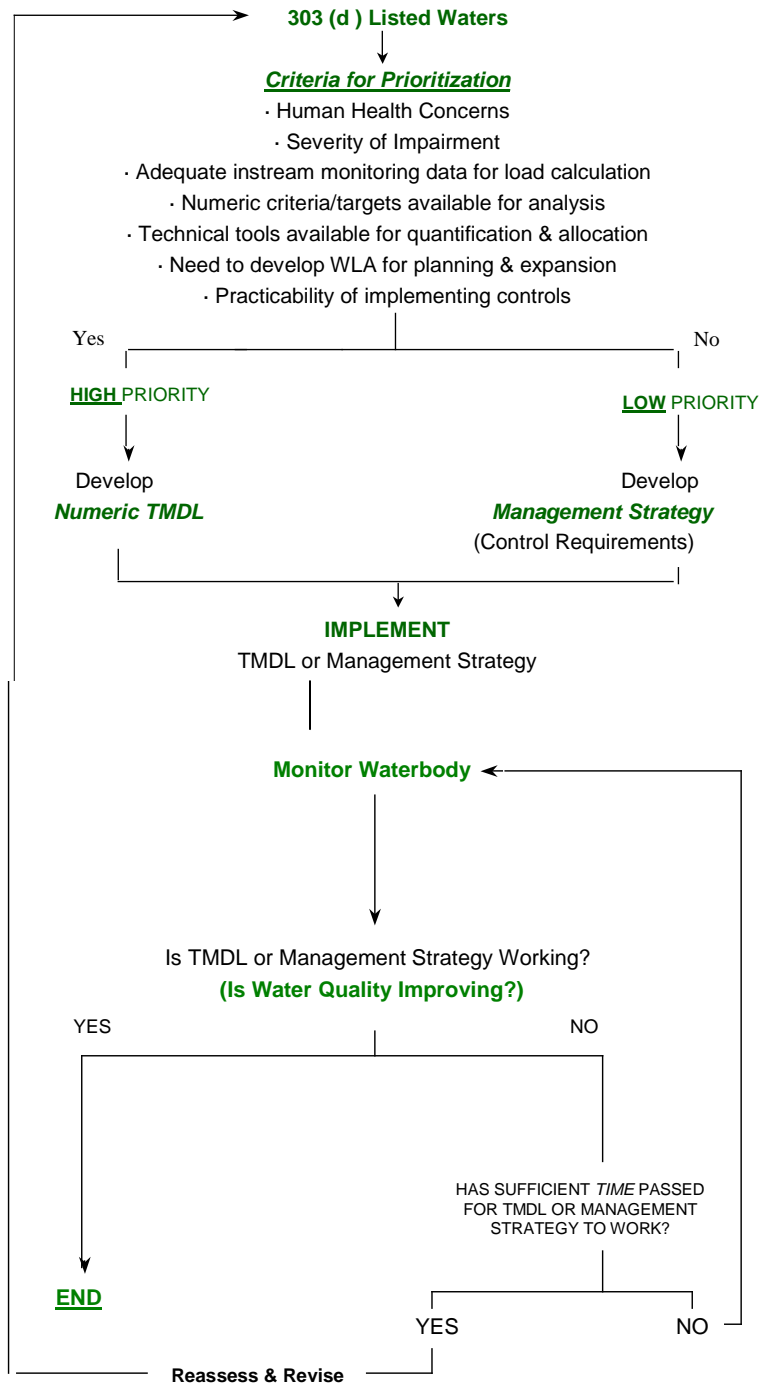 303 (d ) Listed Waters
Criteria for Prioritization
· Human Health Concerns
· Severity of Impairment
· Adequate instream monitoring data for load calculation
· Numeric criteria/targets available for analysis
· Technical tools available for quantification & allocation
· Need to develop WLA for planning & expansion
· Practicability of implementing controls
Yes
No
HIGH PRIORITY
LOW PRIORITY
Develop
Numeric TMDL
Develop
Management Strategy
(Control Requirements)
IMPLEMENT
TMDL or Management Strategy
Monitor Waterbody
Is TMDL or Management Strategy Working?
(Is Water Quality Improving?)
YES
NO
HAS SUFFICIENT TIME PASSED
FOR TMDL OR MANAGEMENT
STRATEGY TO WORK?
END
YES
NO
Reassess & Revise